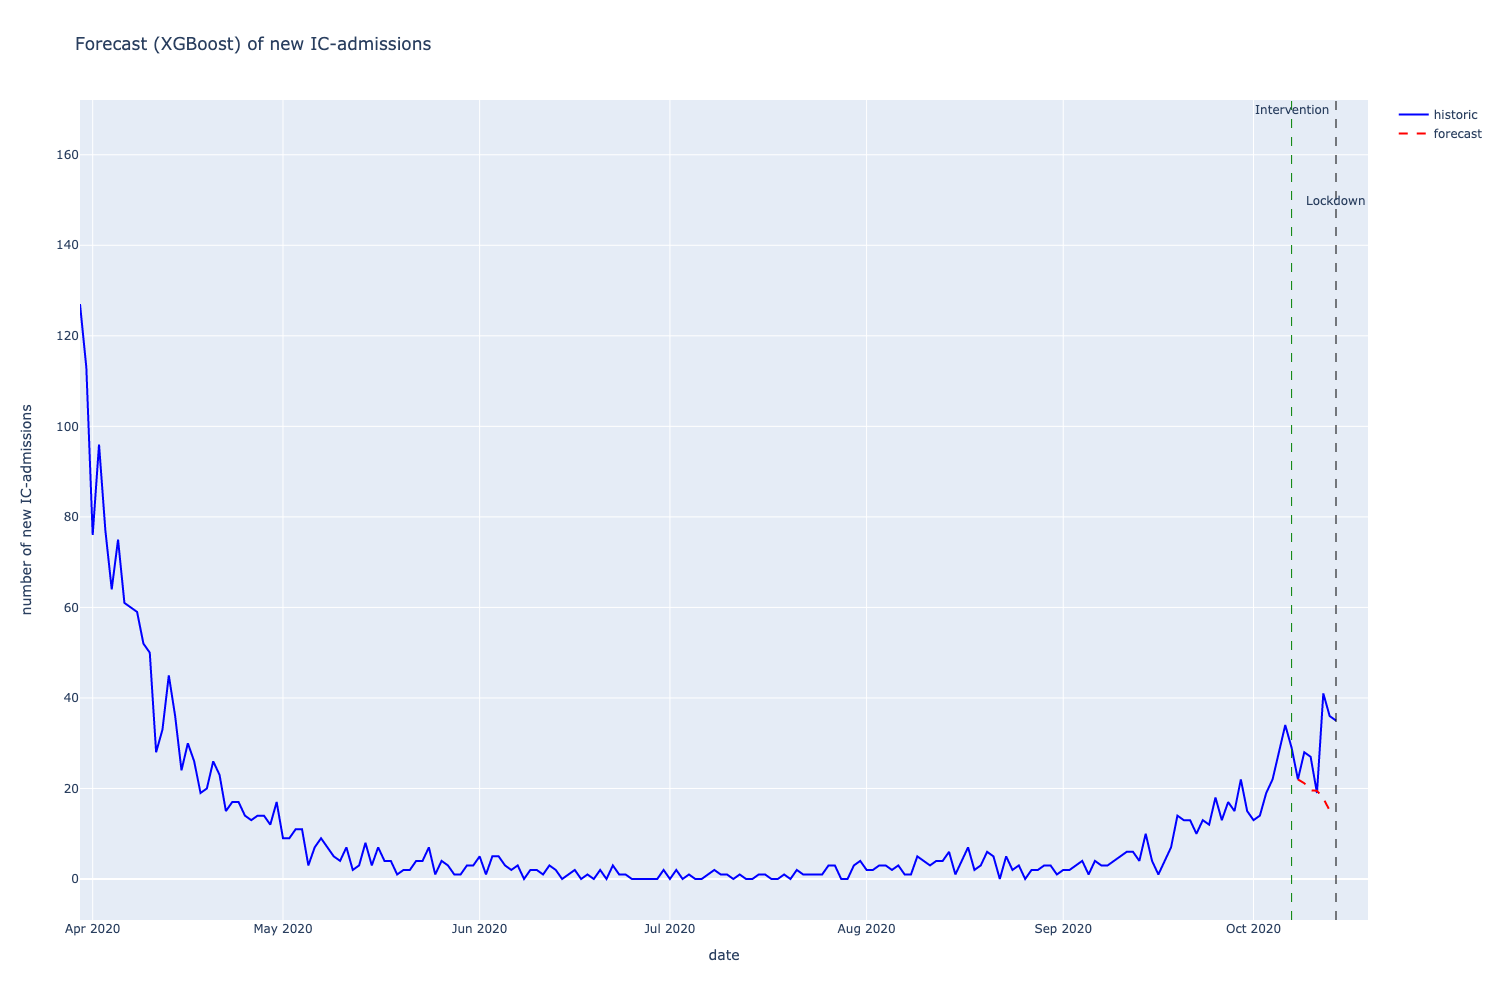 Forecast (XGBoost) of new IC-admissions
Intervention
Lockdown
historic
forecast
number of new IC-admissions
160
140
120
100
80
60
40
20
0
Apr 2020
May 2020
Jun 2020
Jul 2020
Aug 2020
Sep 2020
Oct 2020
date